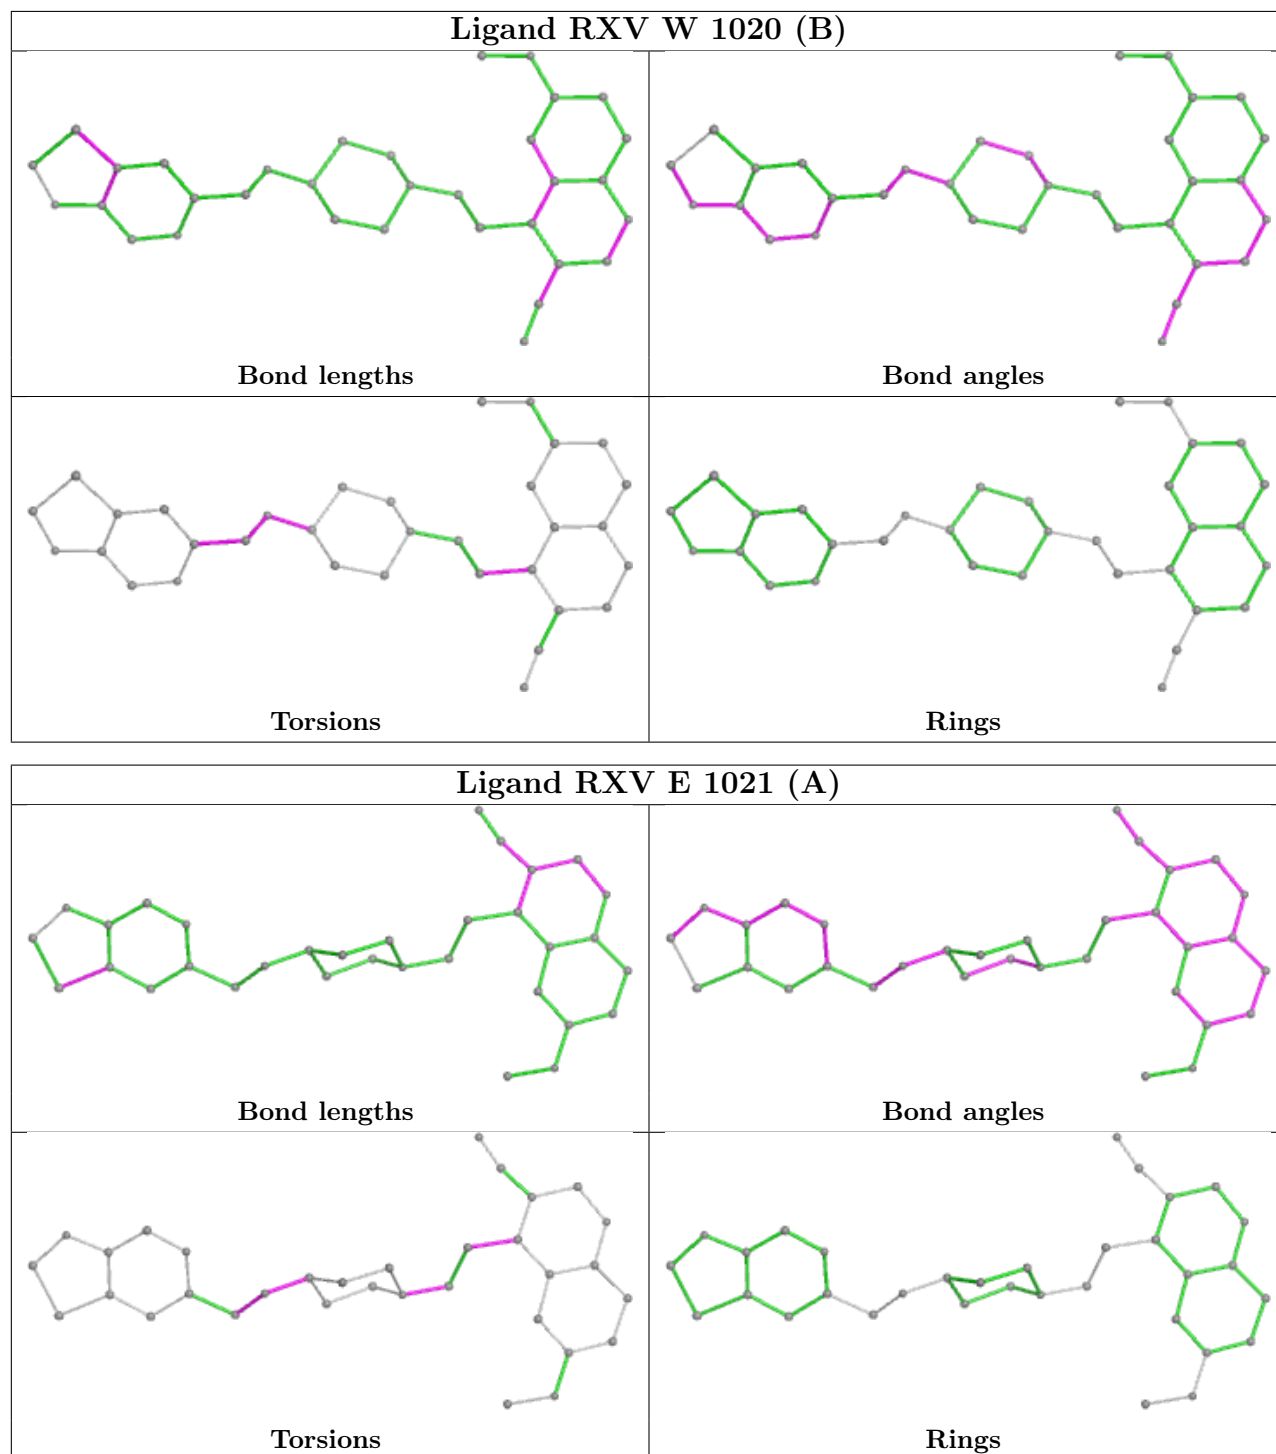 Ligand RXV W 1020 (B)
Bond lengths
Bond angles
Torsions
Rings
Ligand RXV E 1021 (A)
Bond lengths
Bond angles
Torsions
Rings